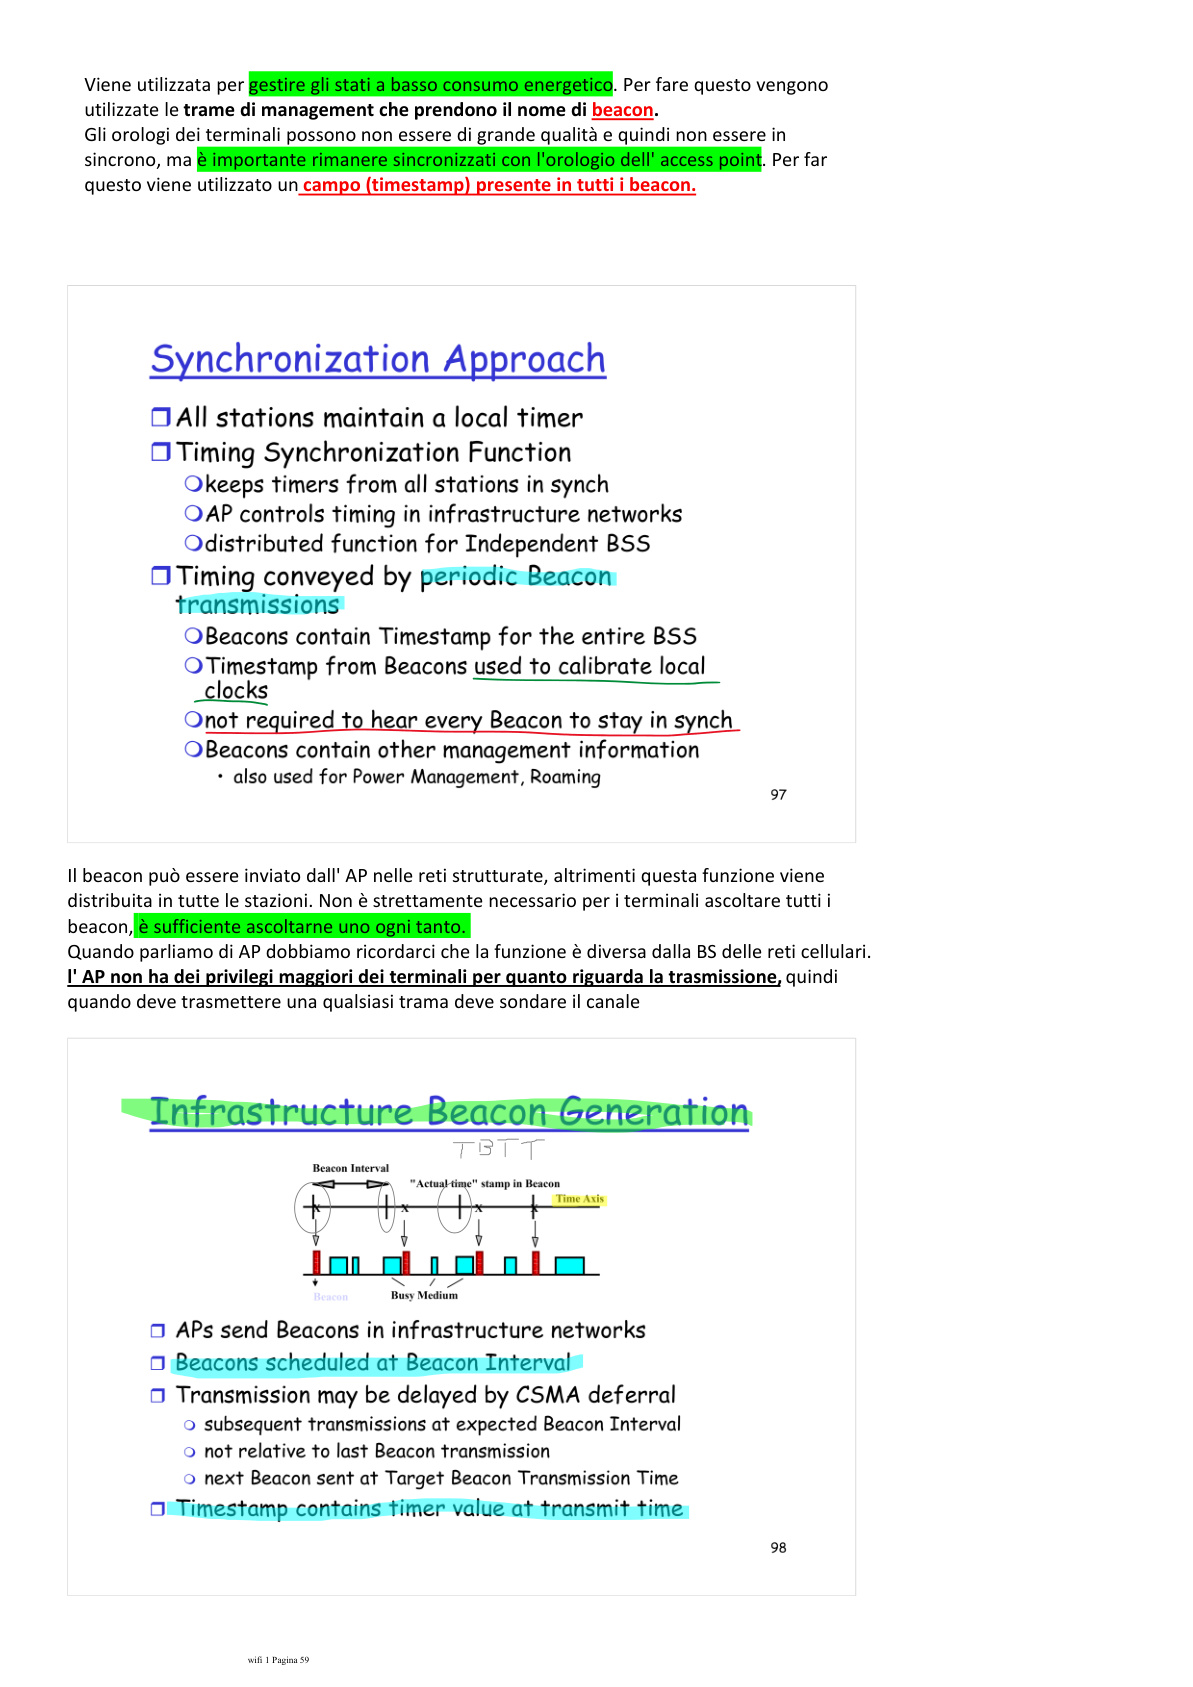 Viene utilizzata per gestire gli stati a basso consumo energetico. Per fare questo vengono
utilizzate le trame di management che prendono il nome di beacon.
Gli orologi dei terminali possono non essere di grande qualità e quindi non essere in
sincrono, ma è importante rimanere sincronizzati con l'orologio dell' access point. Per far
questo viene utilizzato un campo (timestamp) presente in tutti i beacon.
Synchronization Approach
All stations maintain a local timer
Timing Synchronization Function
keeps timers from all stations in synch
AP controls timing in infrastructure networks
distributed function for Independent BSS
Timing conveyed by periodic Beacon
transmissions
Beacons contain Timestamp for the entire BSS
Timestamp from Beacons used to calibrate local
clocks
not required to hear every Beacon to stay in synch
Beacons contain other management information
• also used for Power Management, Roaming
97
Il beacon può essere inviato dall' AP nelle reti strutturate, altrimenti questa funzione viene
distribuita in tutte le stazioni. Non è strettamente necessario per i terminali ascoltare tutti i
beacon, è sufficiente ascoltarne uno ogni tanto.
Quando parliamo di AP dobbiamo ricordarci che la funzione è diversa dalla BS delle reti cellulari.
l' AP non ha dei privilegi maggiori dei terminali per quanto riguarda la trasmissione, quindi
quando deve trasmettere una qualsiasi trama deve sondare il canale
Infrastructure Beacon Generation
TBTT
Beacon Interval
"Actual time" stamp in Beacon
Time Axis
X X X X
Beacon
Busy Medium
APs send Beacons in infrastructure networks
Beacons scheduled at Beacon Interval
Transmission may be delayed by CSMA deferral
subsequent transmissions at expected Beacon Interval
not relative to last Beacon transmission
next Beacon sent at Target Beacon Transmission Time
Timestamp contains timer value at transmit time
98
wifi 1 Pagina 59